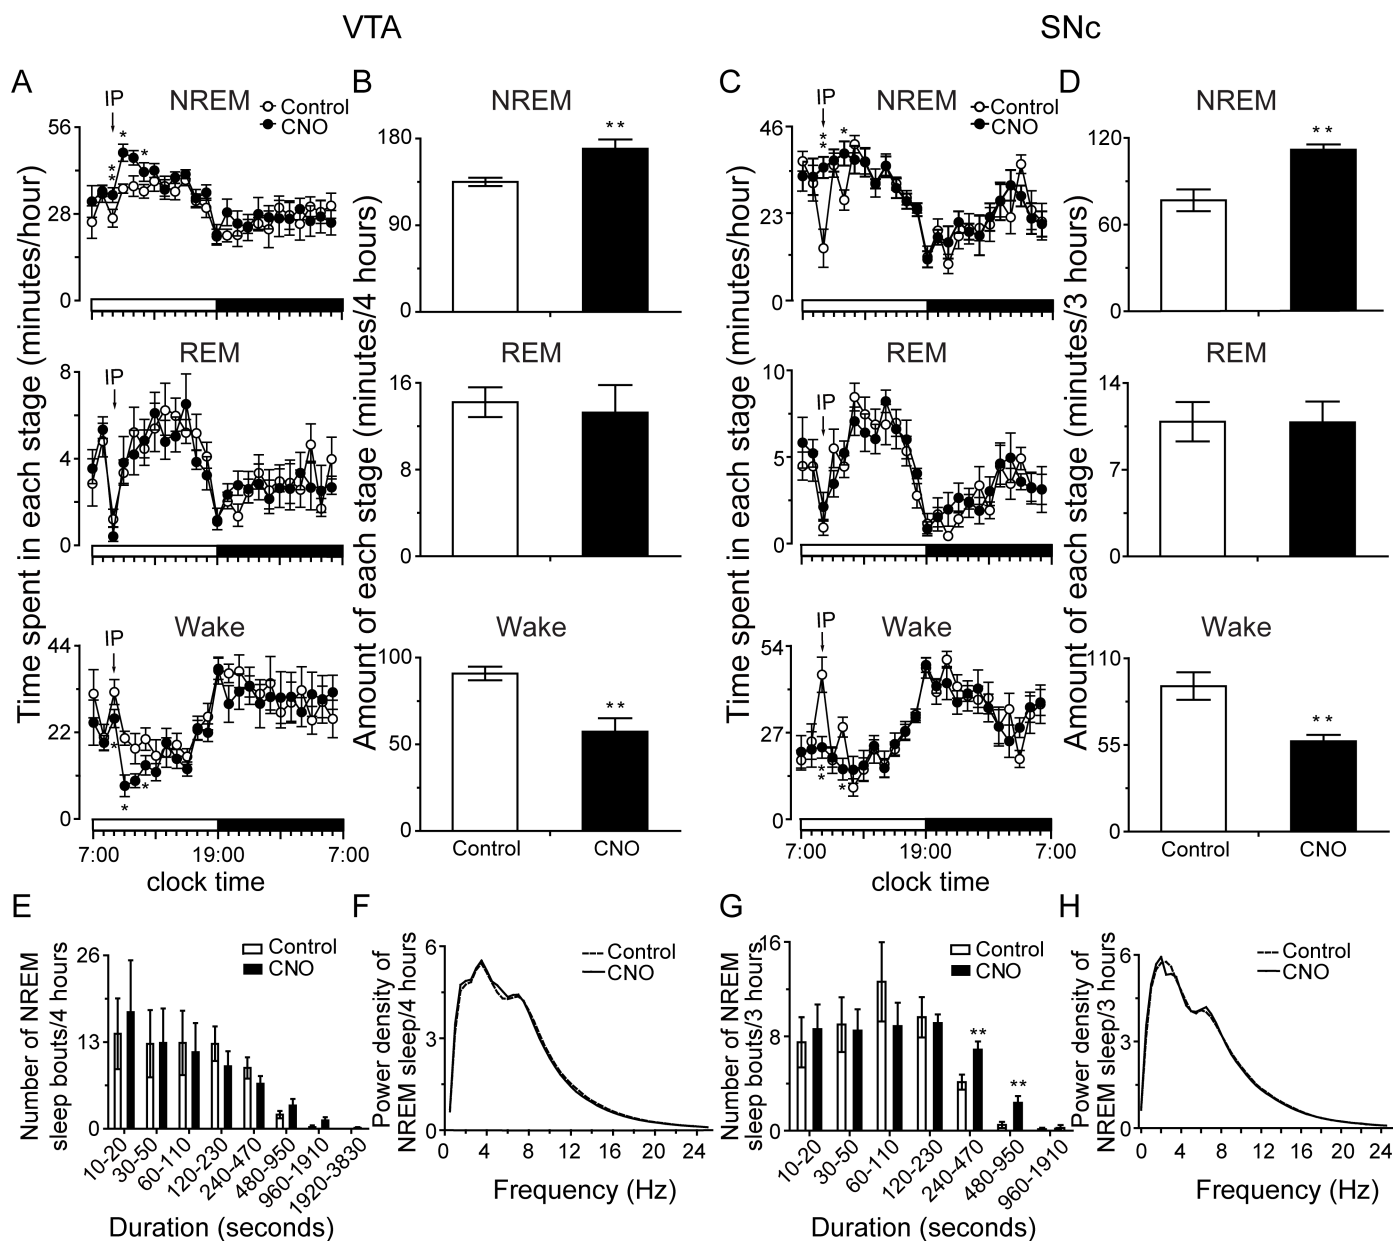 VTA
SNc
A
B
C
D
Time spent in each stage (minutes/hour)
Amount of each stage (minutes/4 hours)
Time spent in each stage (minutes/hour)
Amount of each stage (minutes/3 hours)
IP
NREM
Control
CNO
*
**
*
56
28
0
NREM
**
180
90
0
IP
NREM
Control
CNO
**
*
46
23
0
NREM
**
120
60
0
REM
IP
8
4
0
REM
16
8
0
REM
IP
10
5
0
REM
14
7
0
Wake
IP
44
22
0
*
*
*
7:00
19:00
7:00
clock time
Wake
**
100
50
0
Control
CNO
Wake
IP
54
27
0
**
*
7:00
19:00
7:00
clock time
Wake
**
110
55
0
Control
CNO
E
Number of NREM
sleep bouts/4 hours
26
13
0
Control
CNO
10-20
30-50
60-110
120-230
240-470
480-950
960-1910
1920-3830
Duration (seconds)
F
Power density of
NREM sleep/4 hours
6
3
0
Control
CNO
0
4
8
12
16
20
24
Frequency (Hz)
G
Number of NREM
sleep bouts/3 hours
16
8
0
Control
CNO
**
**
10-20
30-50
60-110
120-230
240-470
480-950
960-1910
Duration (seconds)
H
Power density of
NREM sleep/3 hours
6
3
0
Control
CNO
0
4
8
12
16
20
24
Frequency (Hz)